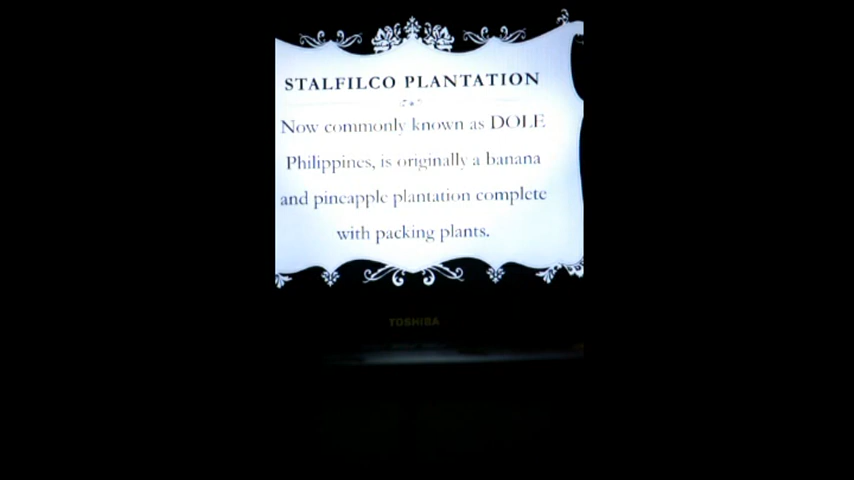 STALFILCO PLANTATION
Now commonly known as DOLE
Philippines, is originally a banana
and pineapple plantation complete
with packing plants.
TOSHIBA